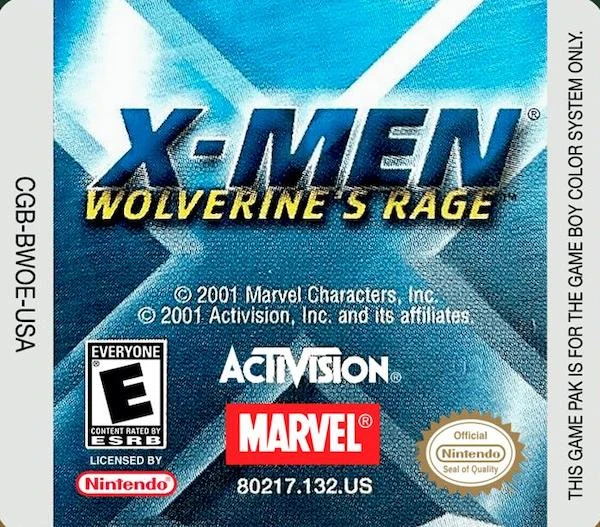 X-MEN®
WOLVERINE'S RAGE™
© 2001 Marvel Characters, Inc.
© 2001 Activision, Inc. and its affiliates.
EVERYONE
E
CONTENT RATED BY
ESRB
LICENSED BY
Nintendo®
ACTIVISION®
MARVEL®
80217.132.US
Official
Nintendo
Seal of Quality
CGB-BWOE-USA
THIS GAME PAK IS FOR THE GAME BOY COLOR SYSTEM ONLY.